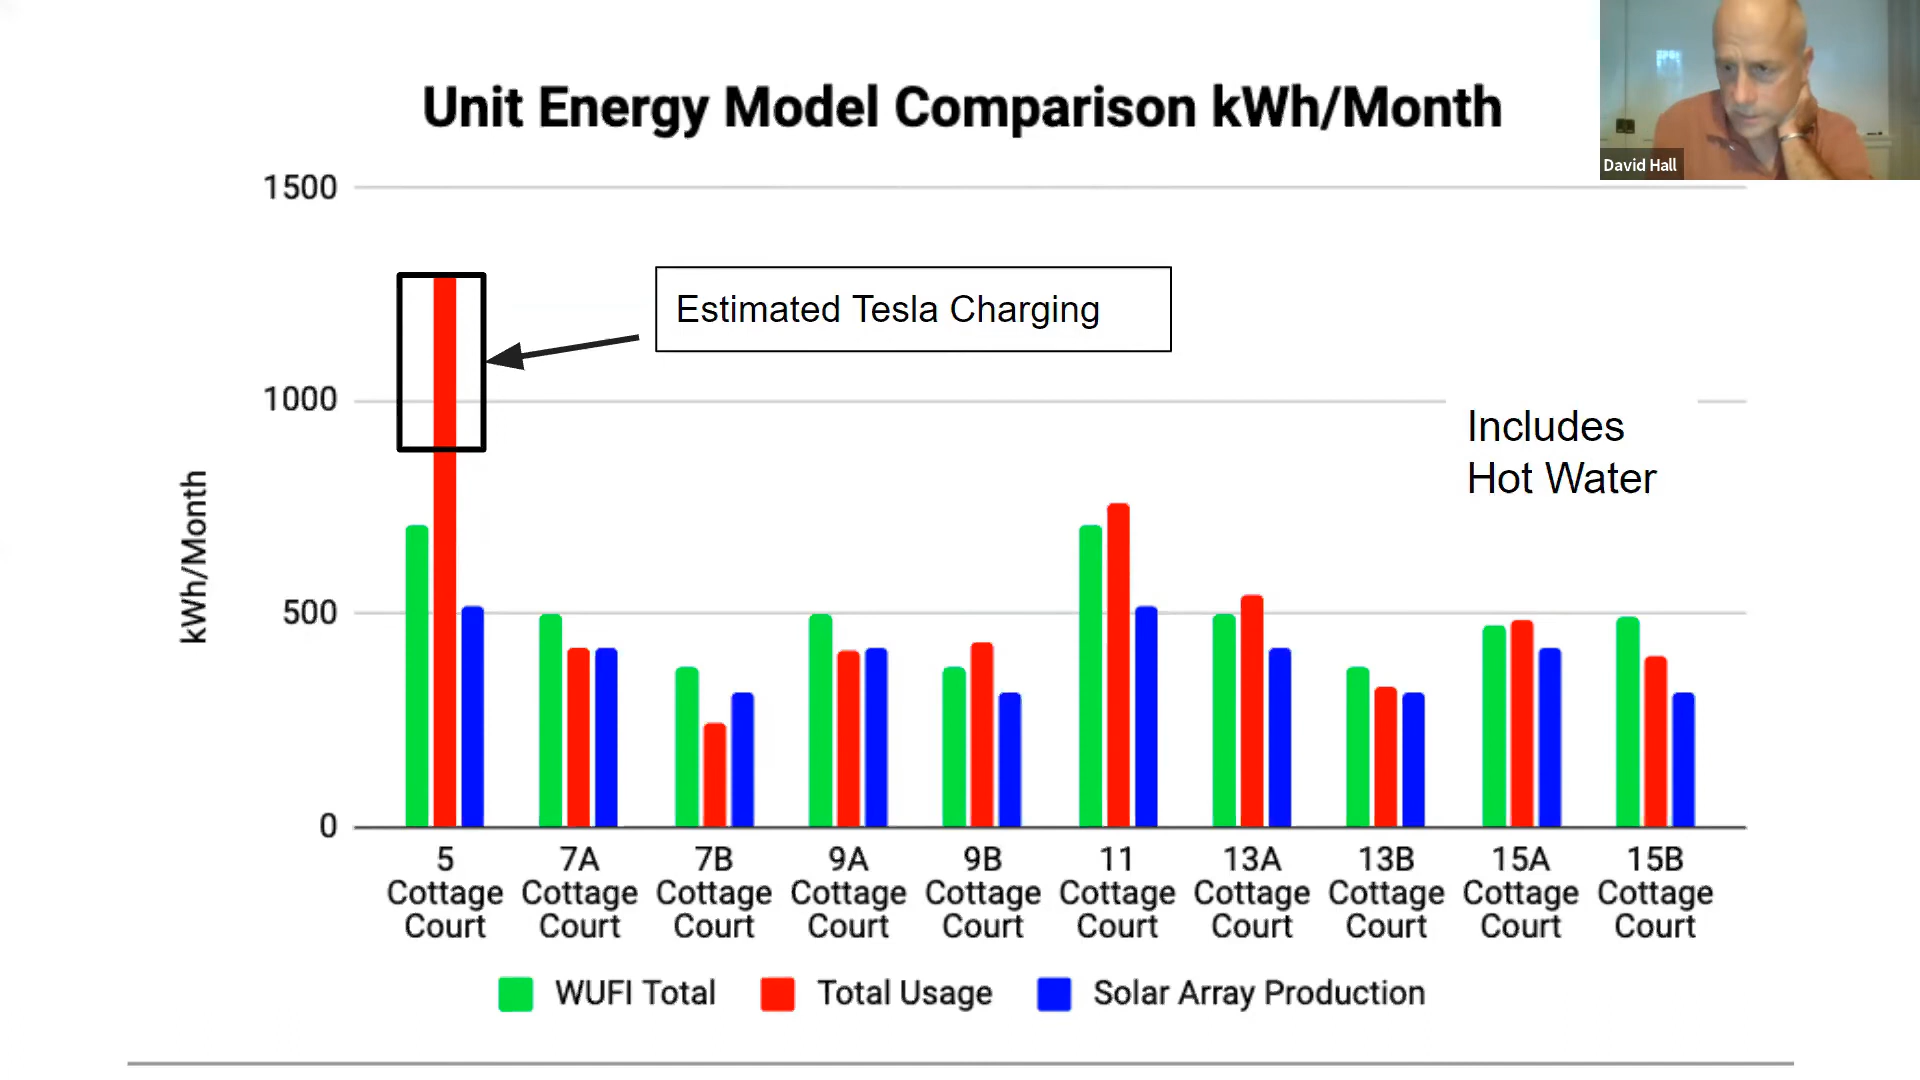 Unit Energy Model Comparison kWh/Month
David Hall
1500
Estimated Tesla Charging
1000
Includes
Hot Water
kWh/Month
500
0
5 Cottage Court
7A Cottage Court
7B Cottage Court
9A Cottage Court
9B Cottage Court
11 Cottage Court
13A Cottage Court
13B Cottage Court
15A Cottage Court
15B Cottage Court
WUFI Total
Total Usage
Solar Array Production